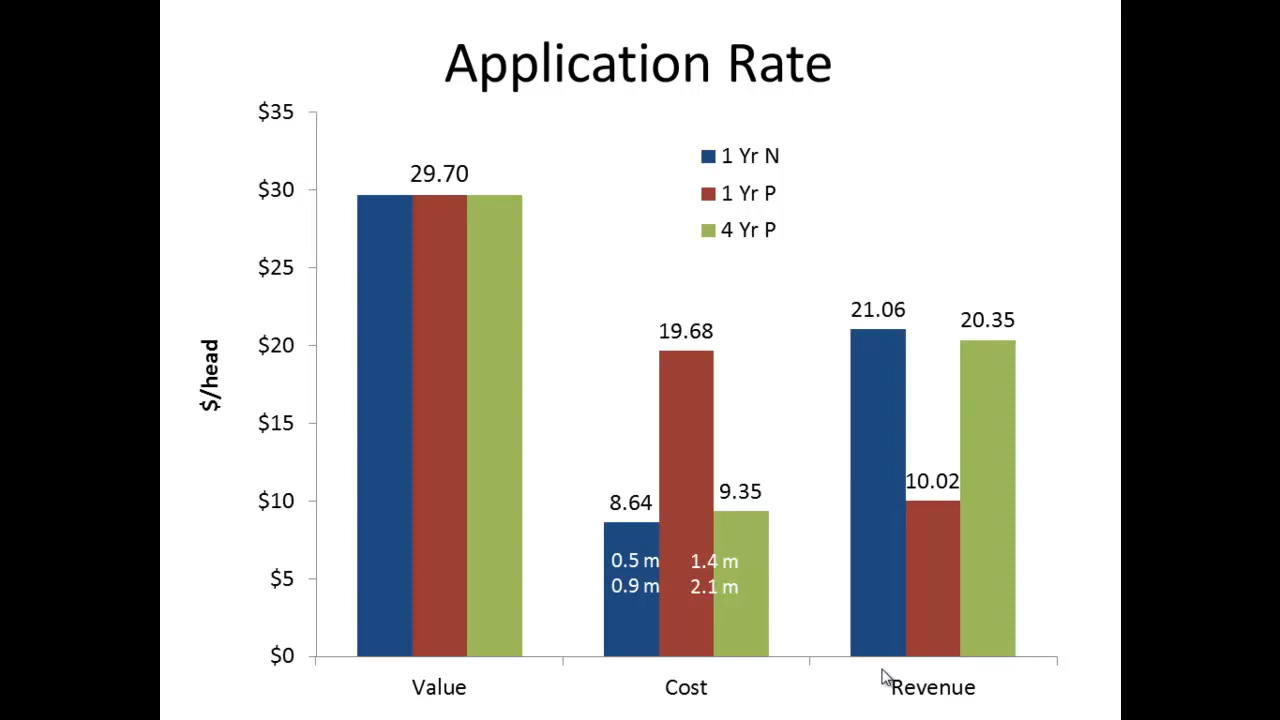 Application Rate
$35
$30
$25
$20
$15
$10
$5
$0
$/head
1 Yr N
1 Yr P
4 Yr P
29.70
8.64
19.68
9.35
0.5 m
1.4 m
0.9 m
2.1 m
21.06
10.02
20.35
Value
Cost
Revenue